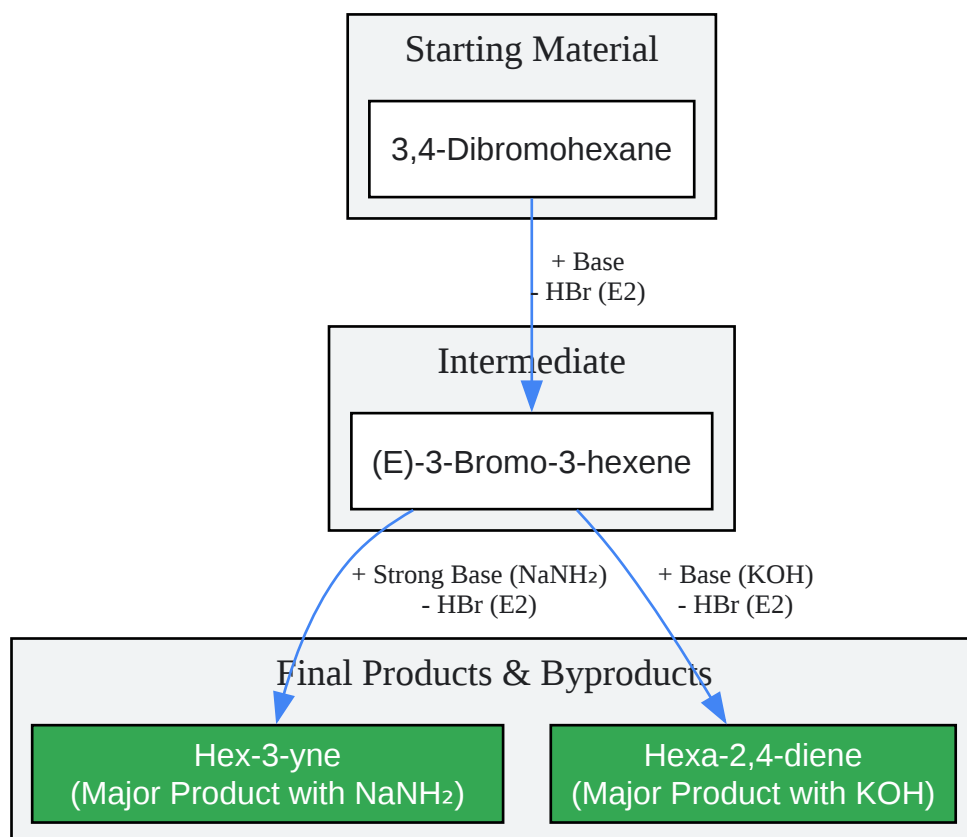 Starting Material
3,4-Dibromohexane
+ Base
- HBr (E2)
Intermediate
(E)-3-Bromo-3-hexene
+ Strong Base (NaNH₂)
- HBr (E2)
+ Base (KOH)
- HBr (E2)
Final Products & Byproducts
Hex-3-yne
(Major Product with NaNH₂)
Hexa-2,4-diene
(Major Product with KOH)